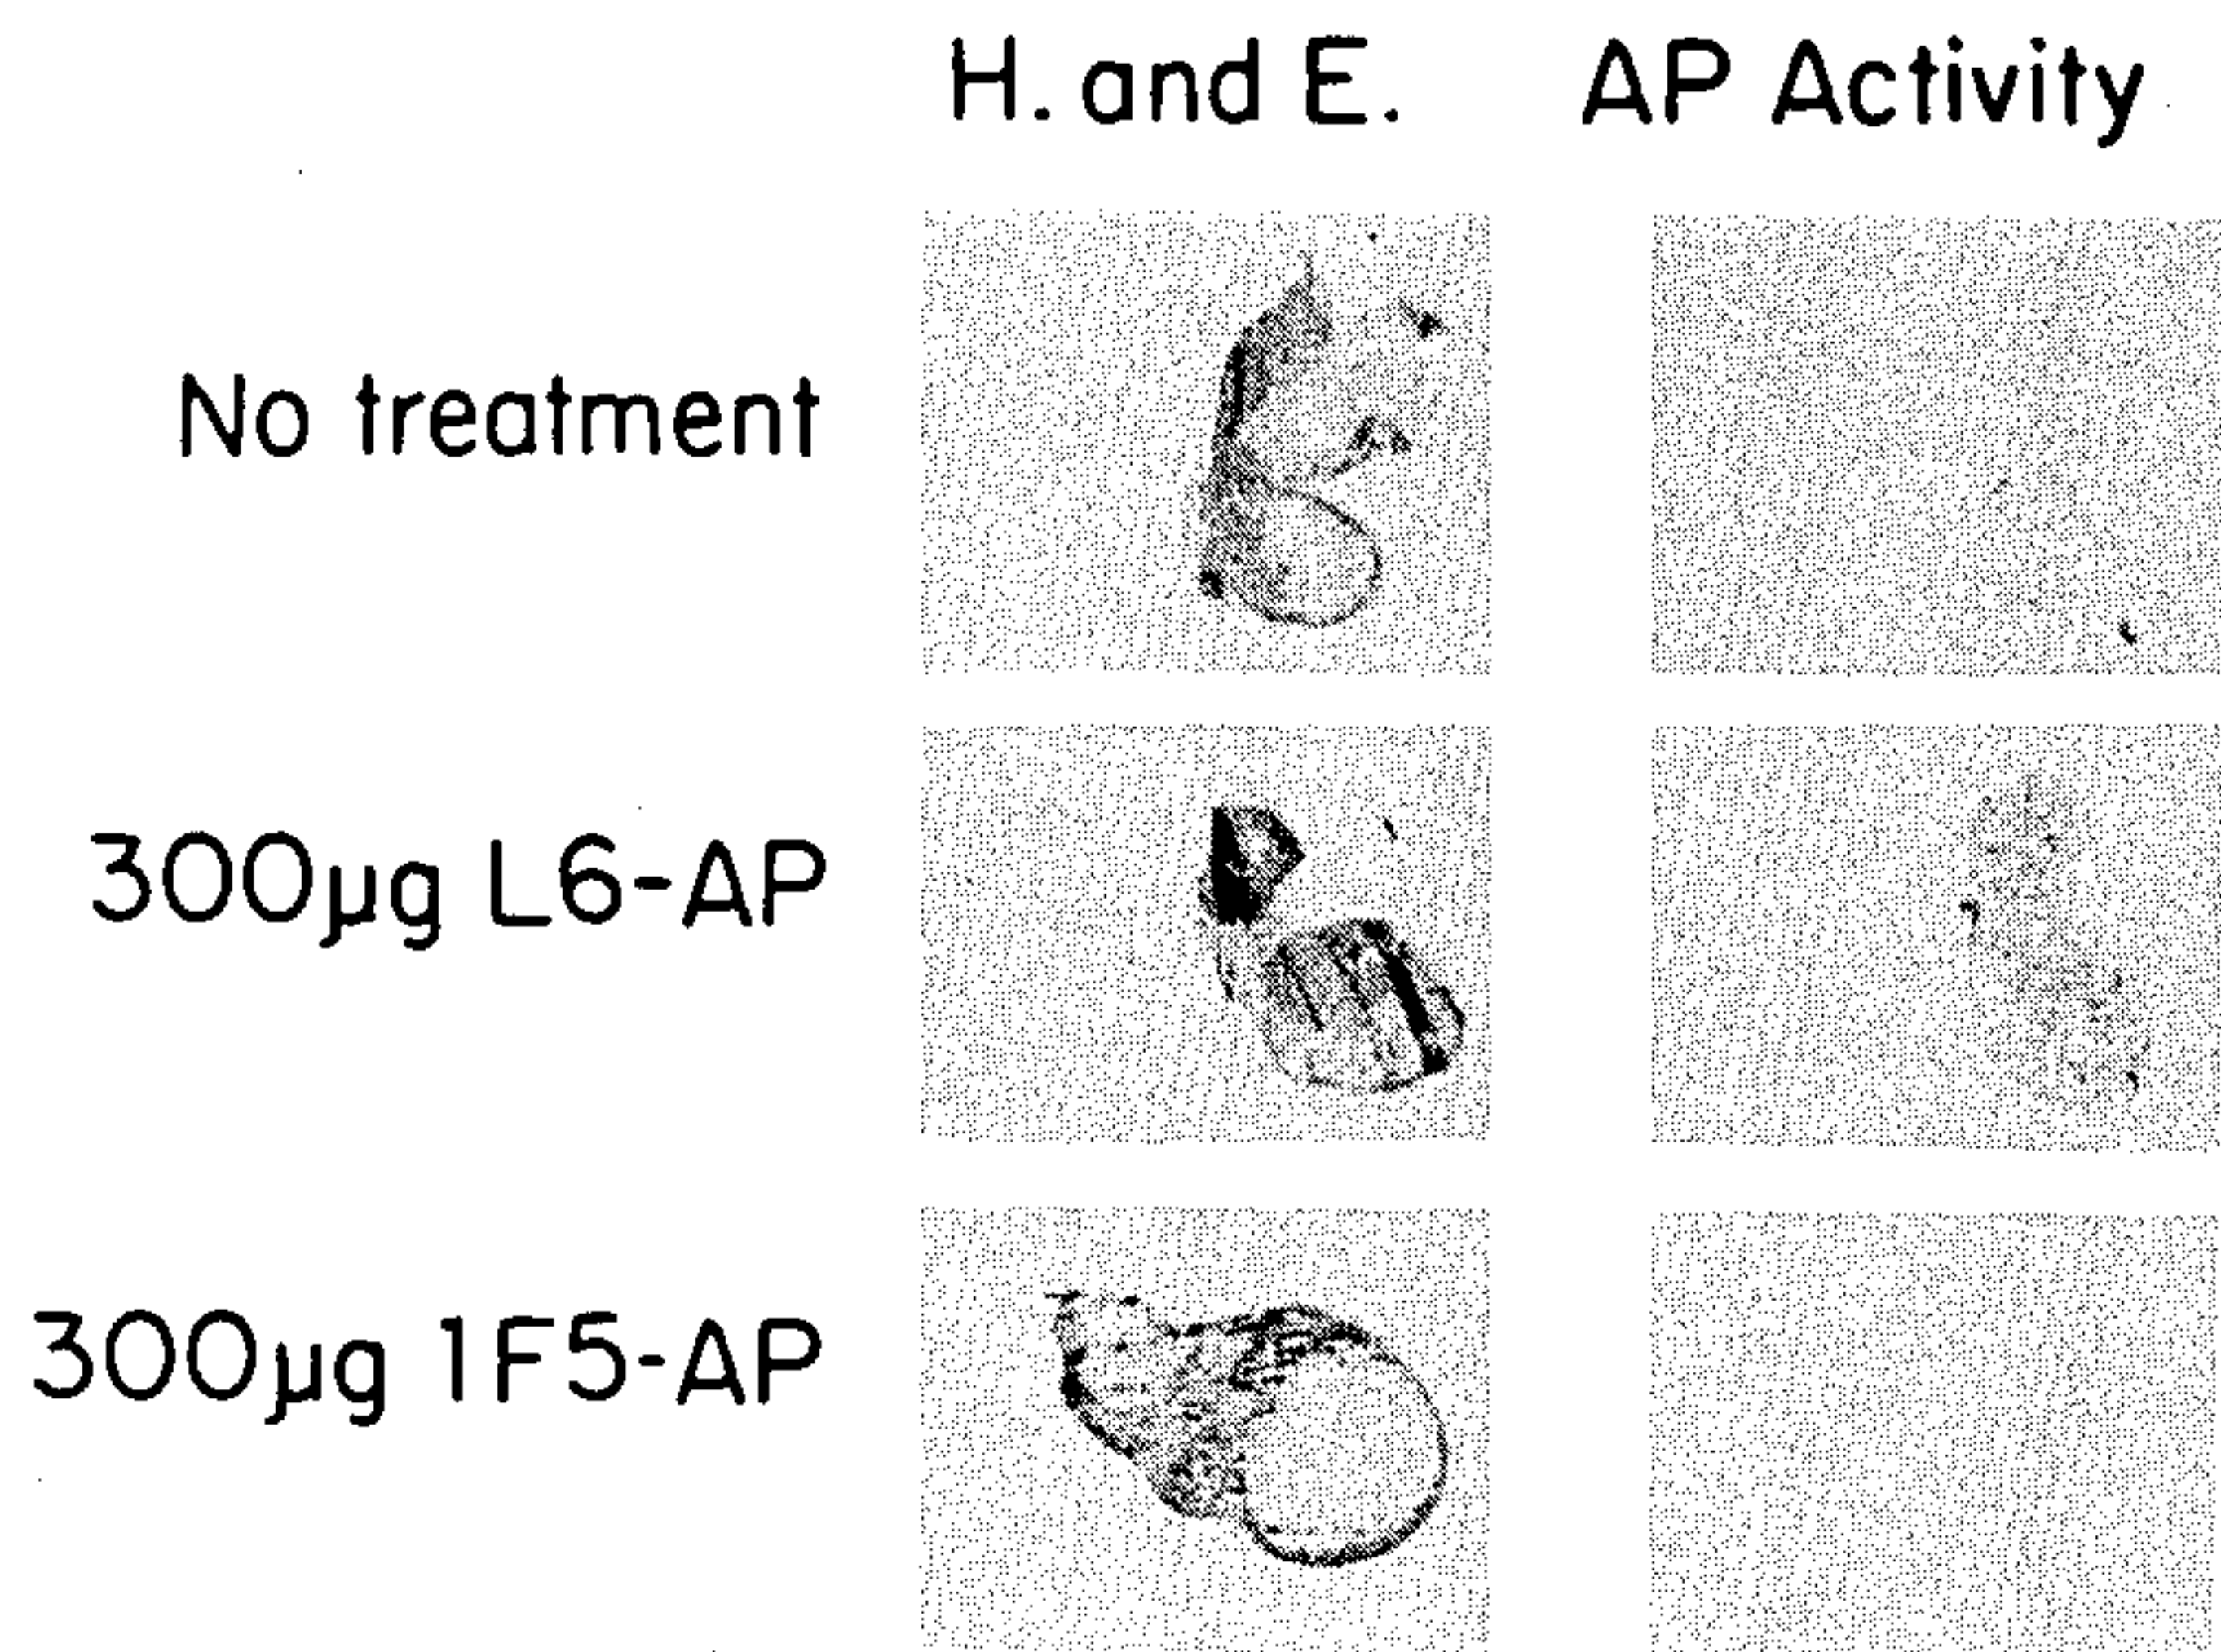 H. and E. AP Activity
No treatment
300µg L6-AP
300µg 1F5-AP